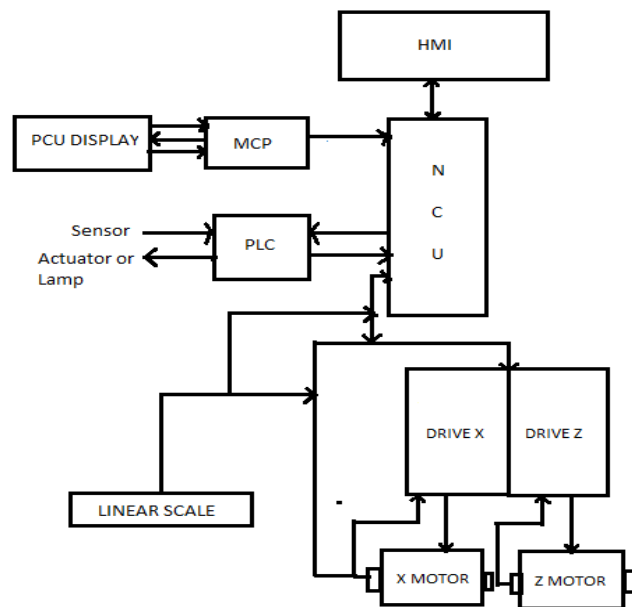 HMI
PCU DISPLAY
MCP
N
C
U
Sensor
PLC
Actuator or
Lamp
DRIVE X
DRIVE Z
LINEAR SCALE
X MOTOR
Z MOTOR